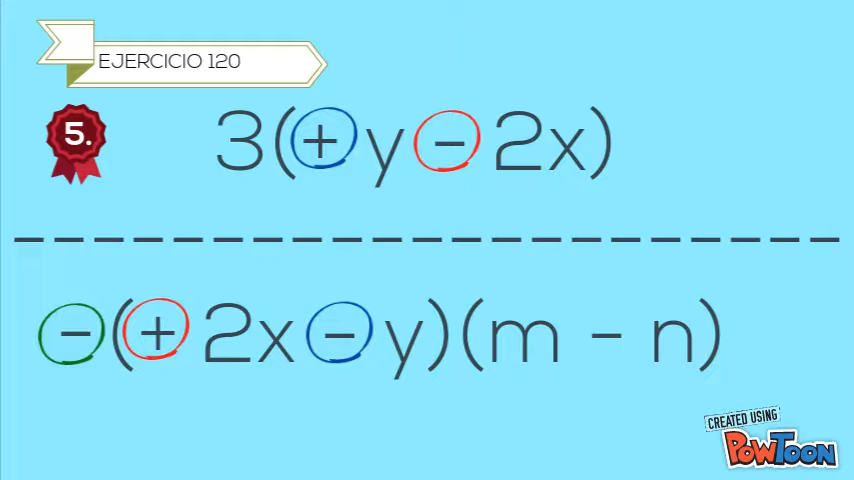 EJERCICIO 120
5.
3(+y-2x)
-(+2x-y)(m - n)
CREATED USING
POWTOON